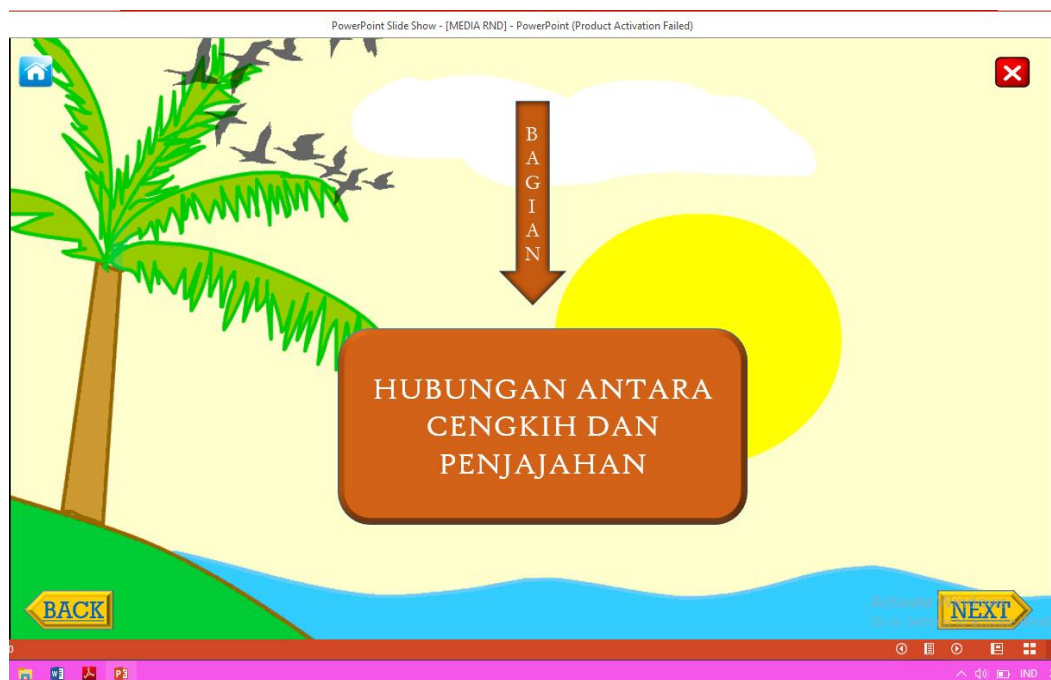 PowerPoint Slide Show - [MEDIA RND] - PowerPoint (Product Activation Failed)
B
A
G
I
A
N
HUBUNGAN ANTARA
CENGKIH DAN
PENJAJAHAN
BACK
NEXT
IND